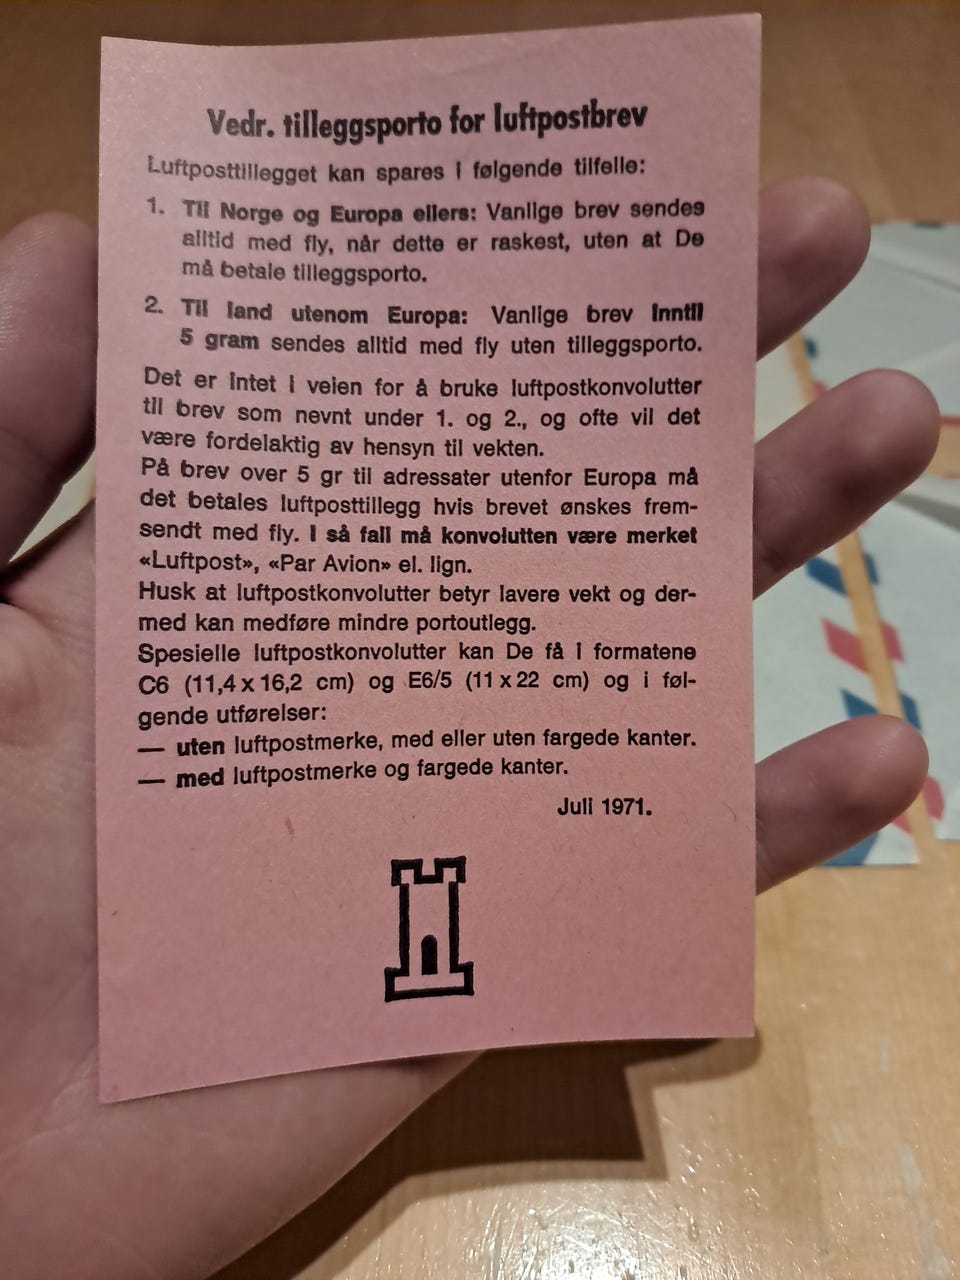 Vedr. tilleggsporto for luftpostbrev
Luftposttillegget kan spares i følgende tilfelle:
1. Til Norge og Europa ellers: Vanlige brev sendes
alltid med fly, når dette er raskest, uten at De
må betale tilleggsporto.
2. Til land utenom Europa: Vanlige brev inntil
5 gram sendes alltid med fly uten tilleggsporto.
Det er intet i veien for å bruke luftpostkonvolutter
til brev som nevnt under 1. og 2., og ofte vil det
være fordelaktig av hensyn til vekten.
På brev over 5 gr til adressater utenfor Europa må
det betales luftposttillegg hvis brevet ønskes frem-
sendt med fly. I så fall må konvolutten være merket
«Luftpost», «Par Avion» el. lign.
Husk at luftpostkonvolutter betyr lavere vekt og der-
med kan medføre mindre portoutlegg.
Spesielle luftpostkonvolutter kan De få i formatene
C6 (11,4 x 16,2 cm) og E6/5 (11 x 22 cm) og i føl-
gende utførelser:
— uten luftpostmerke, med eller uten fargede kanter.
— med luftpostmerke og fargede kanter.
Juli 1971.